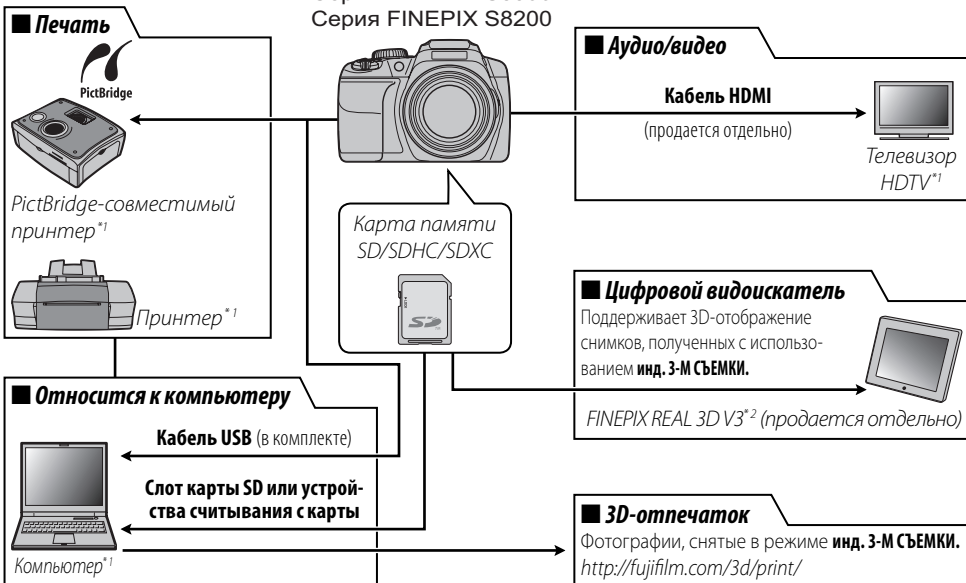 Серия FINEPIX S8200
■ Печать
PictBridge
PictBridge-совместимый
принтер*1
Принтер*1
■ Аудио/видео
Кабель HDMI
(продается отдельно)
Телевизор
HDTV*1
Карта памяти
SD/SDHC/SDXC
SD
■ Цифровой видоискатель
Поддерживает 3D-отображение
снимков, полученных с использо-
ванием инд. 3-М СЪЕМКИ.
FINEPIX REAL 3D V3*2 (продается отдельно)
■ Относится к компьютеру
Кабель USB (в комплекте)
Слот карты SD или устрой-
ства считывания с карты
Компьютер*1
■ 3D-отпечаток
Фотографии, снятые в режиме инд. 3-М СЪЕМКИ.
http://fujifilm.com/3d/print/